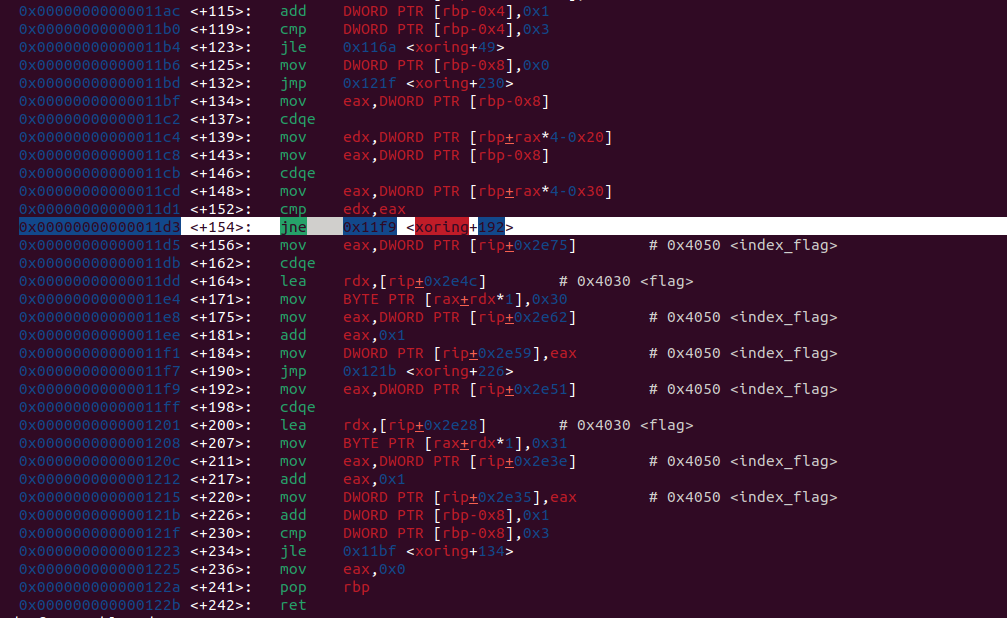 0x00000000000011ac <+115>: add DWORD PTR [rbp-0x4],0x1
0x00000000000011b0 <+119>: cmp DWORD PTR [rbp-0x4],0x3
0x00000000000011b4 <+123>: jle 0x116a <xoring+49>
0x00000000000011b6 <+125>: mov DWORD PTR [rbp-0x8],0x0
0x00000000000011bd <+132>: jmp 0x121f <xoring+230>
0x00000000000011bf <+134>: mov eax,DWORD PTR [rbp-0x8]
0x00000000000011c2 <+137>: cdqe
0x00000000000011c4 <+139>: mov edx,DWORD PTR [rbp+rax*4-0x20]
0x00000000000011c8 <+143>: mov eax,DWORD PTR [rbp-0x8]
0x00000000000011cb <+146>: cdqe
0x00000000000011cd <+148>: mov eax,DWORD PTR [rbp+rax*4-0x30]
0x00000000000011d1 <+152>: cmp edx,eax
0x00000000000011d3 <+154>: jne 0x11f9 <xoring+192>
0x00000000000011d5 <+156>: mov eax,DWORD PTR [rip+0x2e75] # 0x4050 <index_flag>
0x00000000000011db <+162>: cdqe
0x00000000000011dd <+164>: lea rdx,[rip+0x2e4c] # 0x4030 <flag>
0x00000000000011e4 <+171>: mov BYTE PTR [rax+rdx*1],0x30
0x00000000000011e8 <+175>: mov eax,DWORD PTR [rip+0x2e62] # 0x4050 <index_flag>
0x00000000000011ee <+181>: add eax,0x1
0x00000000000011f1 <+184>: mov DWORD PTR [rip+0x2e59],eax # 0x4050 <index_flag>
0x00000000000011f7 <+190>: jmp 0x121b <xoring+226>
0x00000000000011f9 <+192>: mov eax,DWORD PTR [rip+0x2e51] # 0x4050 <index_flag>
0x00000000000011ff <+198>: cdqe
0x0000000000001201 <+200>: lea rdx,[rip+0x2e28] # 0x4030 <flag>
0x0000000000001208 <+207>: mov BYTE PTR [rax+rdx*1],0x31
0x000000000000120c <+211>: mov eax,DWORD PTR [rip+0x2e3e] # 0x4050 <index_flag>
0x0000000000001212 <+217>: add eax,0x1
0x0000000000001215 <+220>: mov DWORD PTR [rip+0x2e35],eax # 0x4050 <index_flag>
0x000000000000121b <+226>: add DWORD PTR [rbp-0x8],0x1
0x000000000000121f <+230>: cmp DWORD PTR [rbp-0x8],0x3
0x0000000000001223 <+234>: jle 0x11bf <xoring+134>
0x0000000000001225 <+236>: mov eax,0x0
0x000000000000122a <+241>: pop rbp
0x000000000000122b <+242>: ret